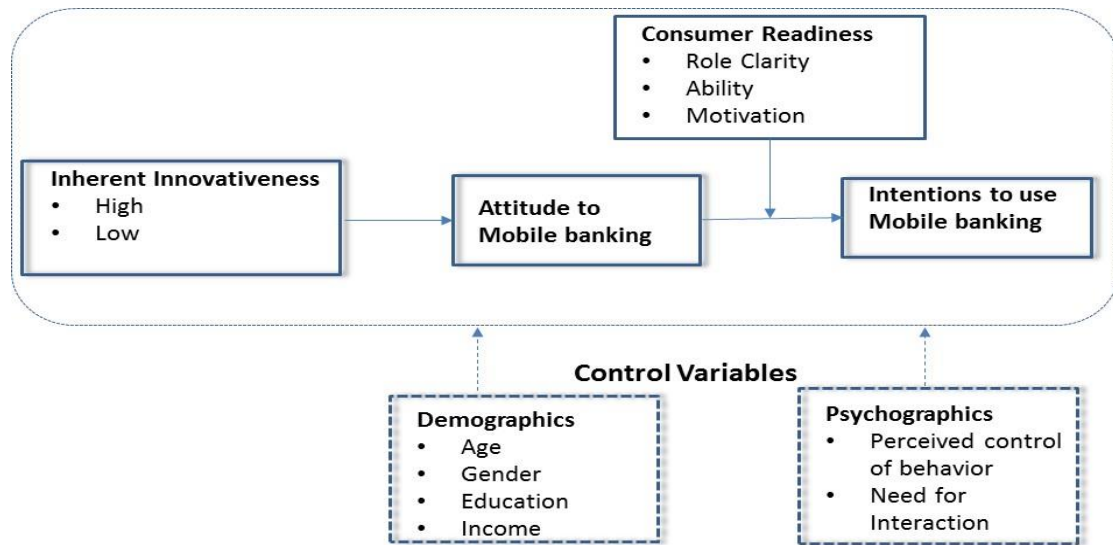 Consumer Readiness
• Role Clarity
• Ability
• Motivation
Inherent Innovativeness
• High
• Low
Attitude to
Mobile banking
Intentions to use
Mobile banking
Control Variables
Demographics
• Age
• Gender
• Education
• Income
Psychographics
• Perceived control
of behavior
• Need for
Interaction